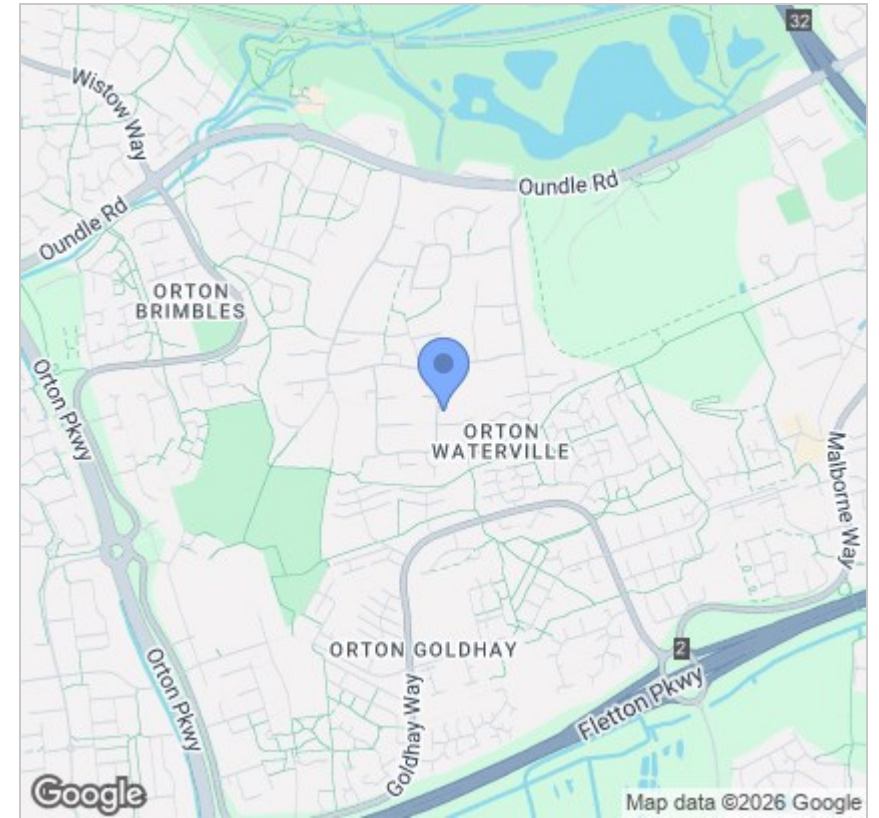 32
Wistow Way
Oundle Rd
Oundle Rd
ORTON
BRIMBLES
Orton Pkwy
ORTON
WATERVILLE
Malborne Way
ORTON GOLDHAY
2
Orton Pkwy
Goldhay Way
Fletton Pkwy
Google
Map data ©2026 Google